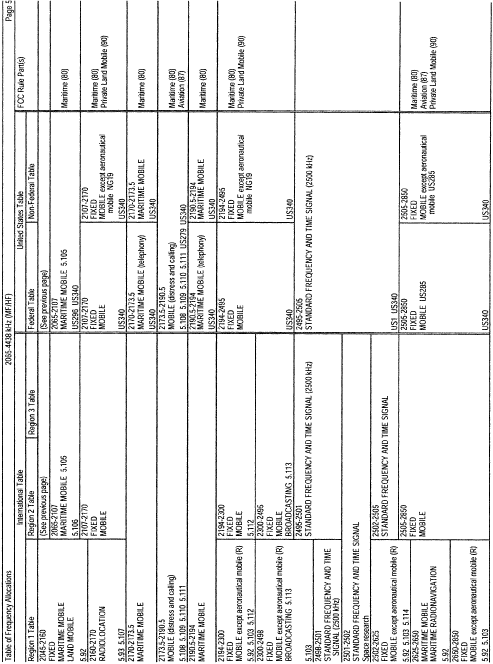 Table of Frequency Allocations 2065-4438 kHz (MF/HF) Page 5
International Table United States Table FCC Rule Part(s)
Region 1 Table Region 2 Table Region 3 Table Federal Table Non-Federal Table
2045-2160
FIXED
MARITIME MOBILE
LAND MOBILE
5.92
2160-2170
RADIOLOCATION
5.93 5.107
2170-2173.5
MARITIME MOBILE
2173.5-2190.5
MOBILE (distress and calling)
5.108 5.109 5.110 5.111
2190.5-2194
MARITIME MOBILE
2194-2300
FIXED
MOBILE except aeronautical mobile (R)
5.92 5.103 5.112
2300-2498
FIXED
MOBILE except aeronautical mobile (R)
BROADCASTING 5.113
5.103
2498-2501
STANDARD FREQUENCY AND TIME
SIGNAL (2500 kHz)
2501-2502
STANDARD FREQUENCY AND TIME SIGNAL
Space research
2502-2625
FIXED
MOBILE except aeronautical mobile (R)
5.92 5.103 5.114
2625-2650
MARITIME MOBILE
MARITIME RADIONAVIGATION
5.92
2650-2850
FIXED
MOBILE except aeronautical mobile (R)
5.92 5.103
(See previous page)
2065-2107
MARITIME MOBILE 5.105
5.106
2107-2170
FIXED
MOBILE
2194-2300
FIXED
MOBILE
5.112
2300-2495
FIXED
MOBILE
BROADCASTING 5.113
2495-2501
STANDARD FREQUENCY AND TIME SIGNAL (2500 kHz)
2502-2505
STANDARD FREQUENCY AND TIME SIGNAL
2505-2850
FIXED
MOBILE
(See previous page)
2065-2107
MARITIME MOBILE 5.105
US296 US340
2107-2170
FIXED
MOBILE
US340
2170-2173.5
MARITIME MOBILE (telephony)
US340
2173.5-2190.5
MOBILE (distress and calling)
5.108 5.109 5.110 5.111 US279 US340
2190.5-2194
MARITIME MOBILE (telephony)
US340
2194-2495
FIXED
MOBILE
US340
2495-2505
STANDARD FREQUENCY AND TIME SIGNAL (2500 kHz)
US1 US340
2505-2850
FIXED
MOBILE US285
US340
2107-2170
FIXED
MOBILE except aeronautical
mobile NG19
US340
2170-2173.5
MARITIME MOBILE
US340
2190.5-2194
MARITIME MOBILE
US340
2194-2495
FIXED
MOBILE except aeronautical
mobile NG19
US340
2505-2850
FIXED
MOBILE except aeronautical
mobile US285
US340
Maritime (80)
Maritime (80)
Private Land Mobile (90)
Maritime (80)
Maritime (80)
Aviation (87)
Maritime (80)
Maritime (80)
Private Land Mobile (90)
Maritime (80)
Aviation (87)
Private Land Mobile (90)